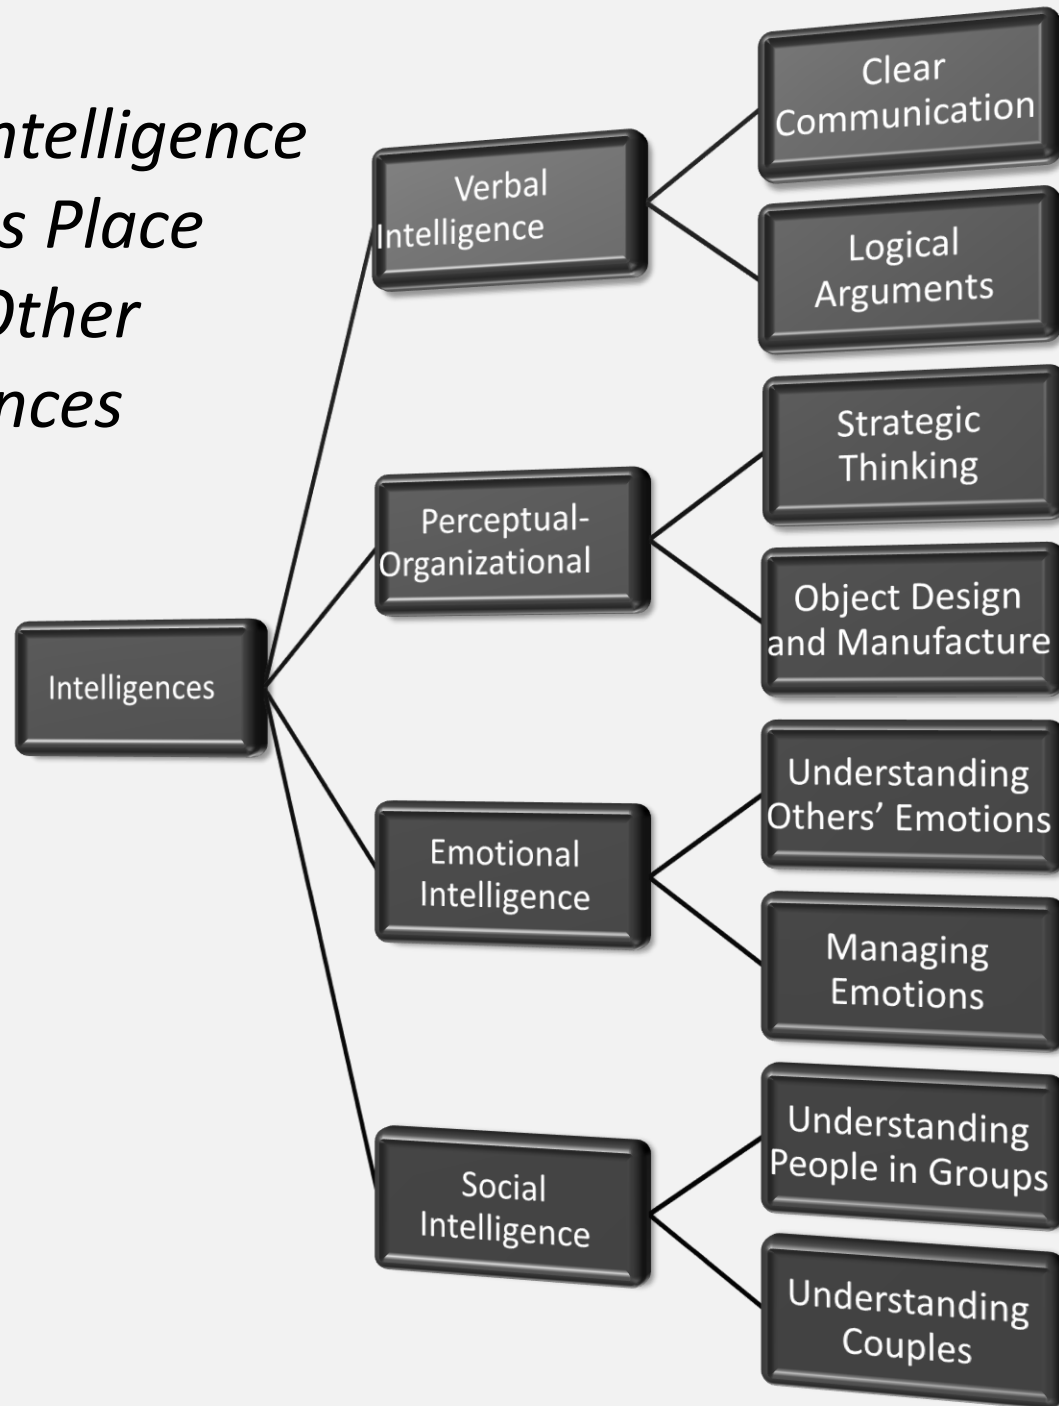 ntelligence
s Place
Other
nces
Intelligences
Verbal
Intelligence
Clear
Communication
Logical
Arguments
Perceptual-
Organizational
Strategic
Thinking
Object Design
and Manufacture
Emotional
Intelligence
Understanding
Others’ Emotions
Managing
Emotions
Social
Intelligence
Understanding
People in Groups
Understanding
Couples